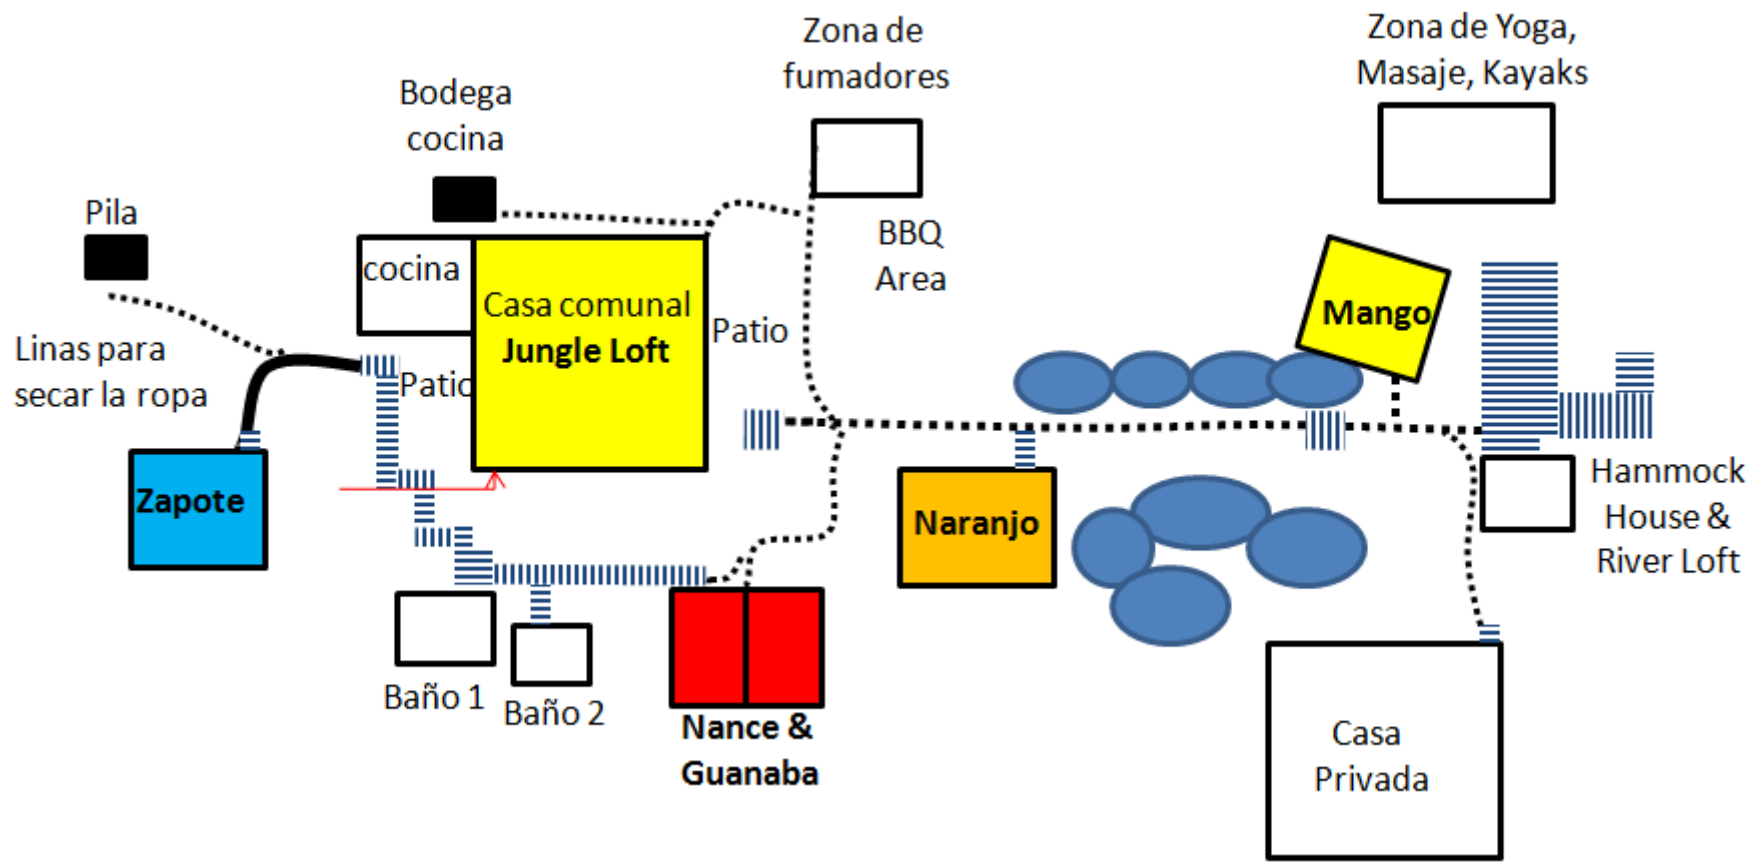 Zona de
fumadores
Zona de Yoga,
Masaje, Kayaks
Bodega
cocina
Pila
BBQ
Area
cocina
Casa comunal
Jungle Loft
Patio
Mango
Linas para
secar la ropa
Patio
Zapote
Naranjo
Hammock
House &
River Loft
Baño 1
Baño 2
Nance &
Guanaba
Casa
Privada